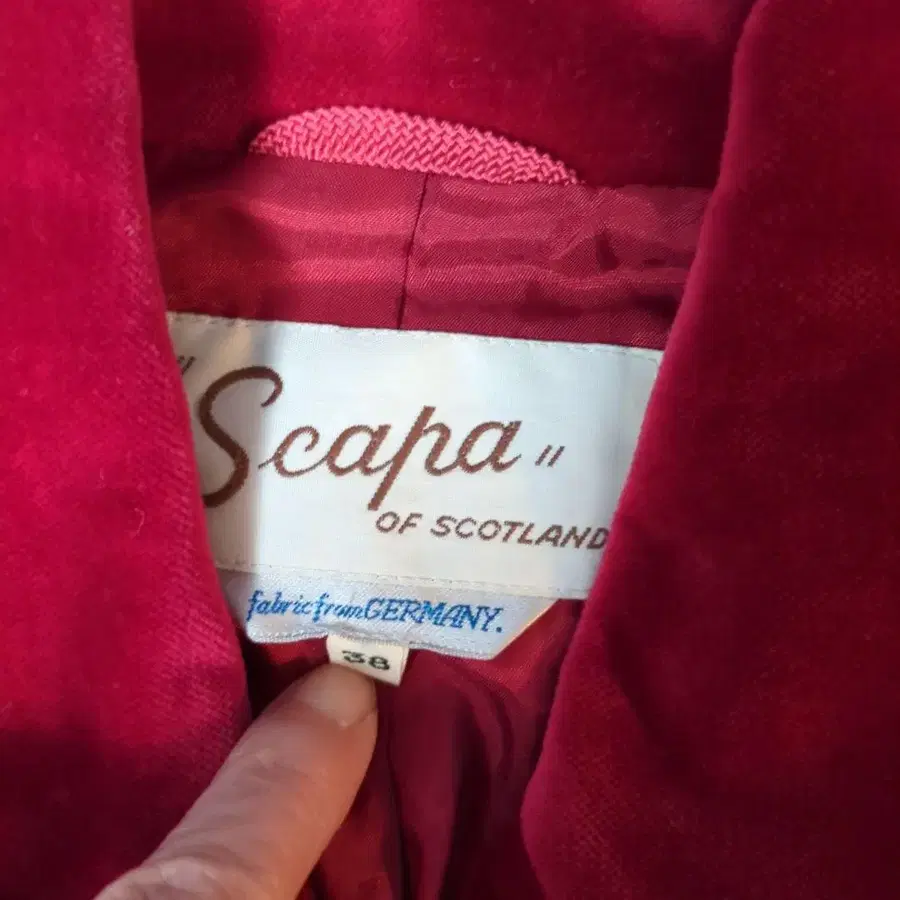 "Scapa"
OF SCOTLAND
fabric from GERMANY.
38